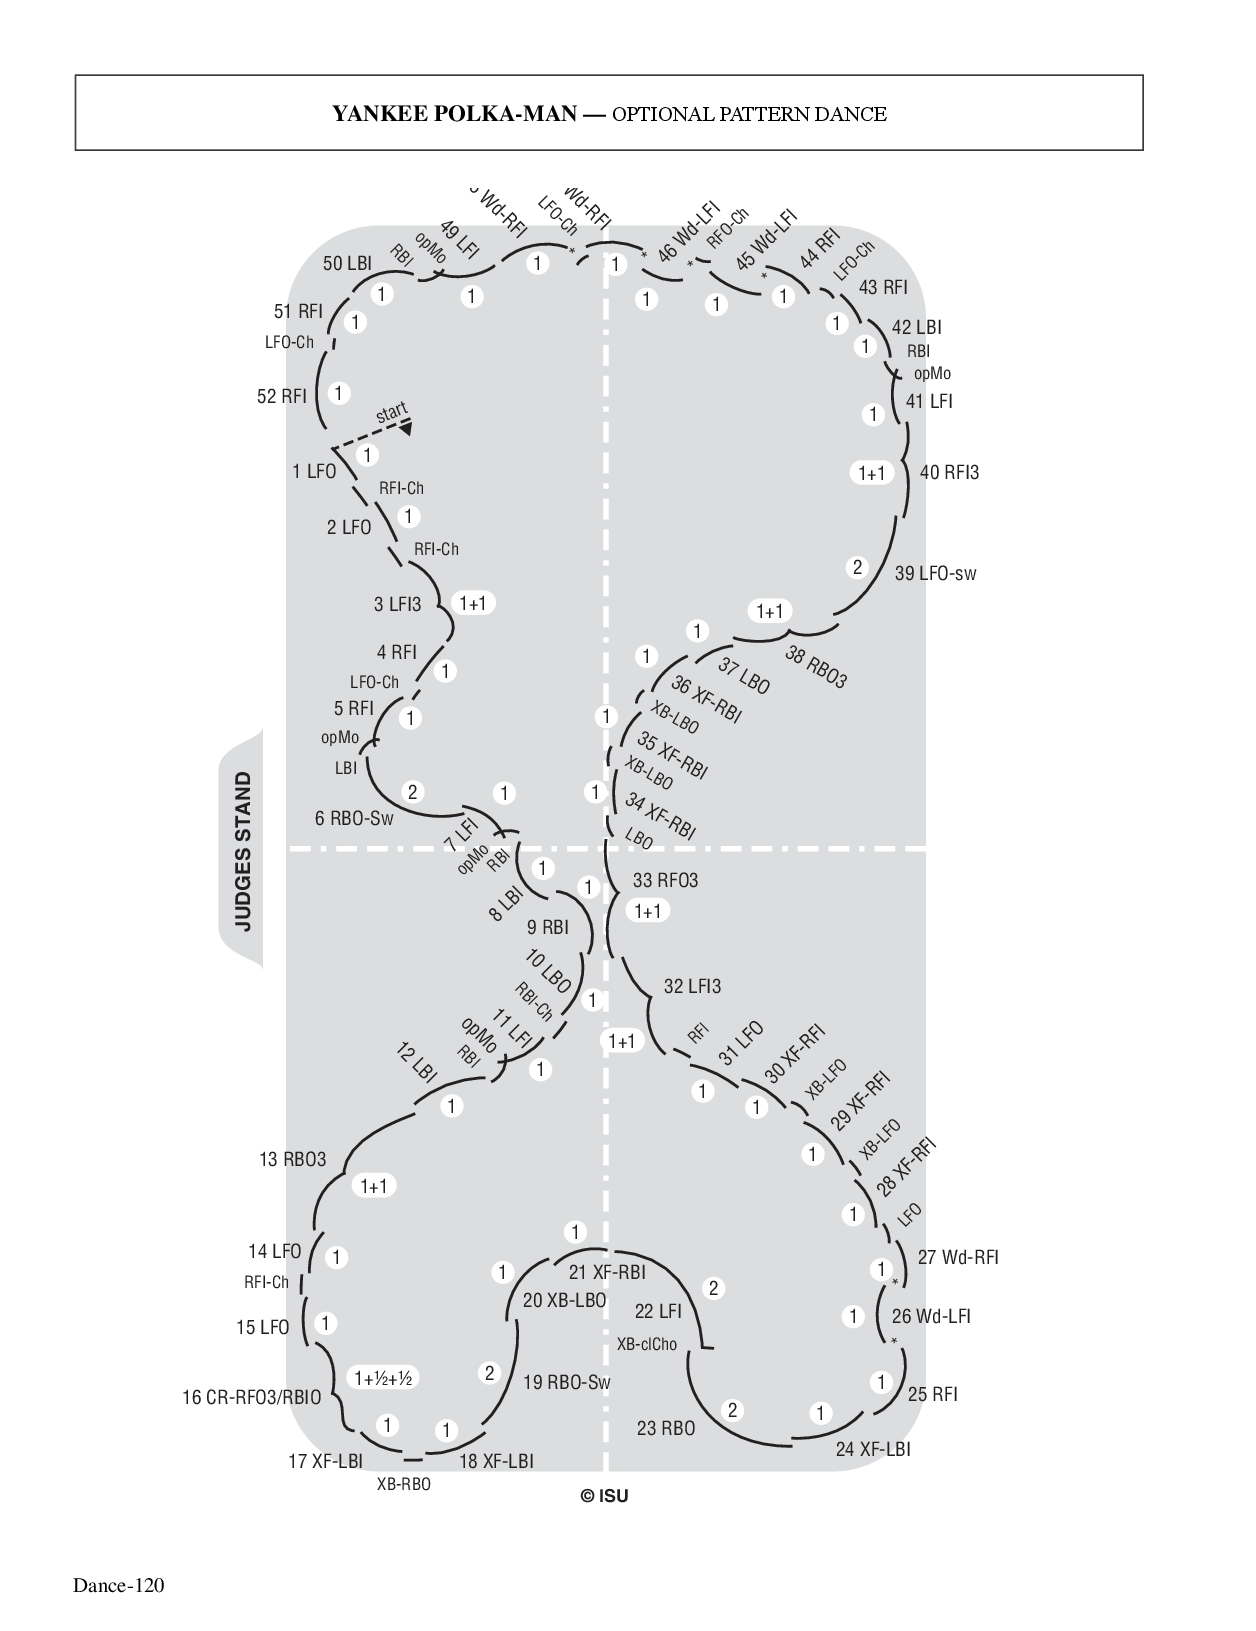 YANKEE POLKA-MAN — OPTIONAL PATTERN DANCE
start
1 LFO
1
RFI-Ch
2 LFO
1
RFI-Ch
3 LFI3
1+1
4 RFI
1
LFO-Ch
5 RFI
1
opMo
LBI
6 RBO-Sw
2
7 LFI
1
opMo
RBI
8 LBI
1
9 RBI
1
10 LBO
1
RBI-Ch
11 LFI
1
opMo
RBI
12 LBI
1
13 RBO3
1+1
14 LFO
1
RFI-Ch
15 LFO
1
16 CR-RFO3/RBIO
1+½+½
17 XF-LBI
1
XB-RBO
18 XF-LBI
1
19 RBO-Sw
2
20 XB-LBO
1
21 XF-RBI
1
22 LFI
2
XB-clCho
23 RBO
2
24 XF-LBI
1
25 RFI
1
*
26 Wd-LFI
1
*
27 Wd-RFI
1
LFO
28 XF-RFI
1
XB-LFO
29 XF-RFI
1
XB-LFO
30 XF-RFI
1
31 LFO
1
RFI
32 LFI3
1+1
33 RFO3
1+1
LBO
34 XF-RBI
1
XB-LBO
35 XF-RBI
1
XB-LBO
36 XF-RBI
1
37 LBO
1
38 RBO3
1+1
39 LFO-sw
2
40 RFI3
1+1
41 LFI
1
opMo
RBI
42 LBI
1
43 RFI
1
LFO-Ch
44 RFI
1
*
45 Wd-LFI
1
RFO-Ch
*
46 Wd-LFI
1
*
Wd-RFI
1
LFO-Ch
*
Wd-RFI
1
49 LFI
1
opMo
RBI
50 LBI
1
51 RFI
1
LFO-Ch
52 RFI
1
JUDGES STAND
© ISU
Dance-120